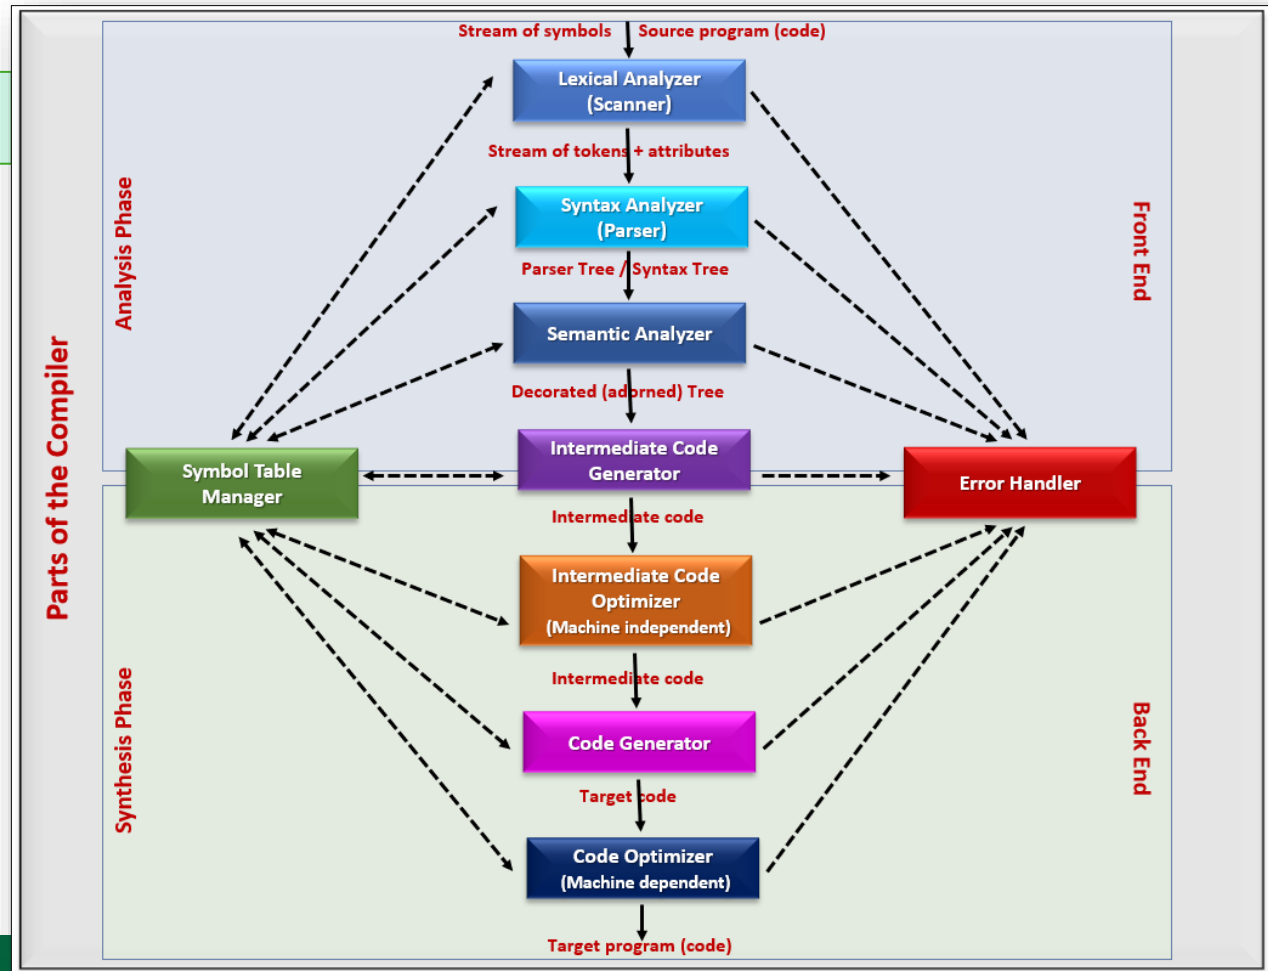 Stream of symbols
Source program (code)
Lexical Analyzer
(Scanner)
Stream of tokens + attributes
Syntax Analyzer
(Parser)
Parser Tree / Syntax Tree
Semantic Analyzer
Decorated (adorned) Tree
Intermediate Code
Generator
Symbol Table
Manager
Error Handler
Intermediate code
Intermediate Code
Optimizer
(Machine independent)
Intermediate code
Code Generator
Target code
Code Optimizer
(Machine dependent)
Target program (code)
Parts of the Compiler
Analysis Phase
Synthesis Phase
Front End
Back End